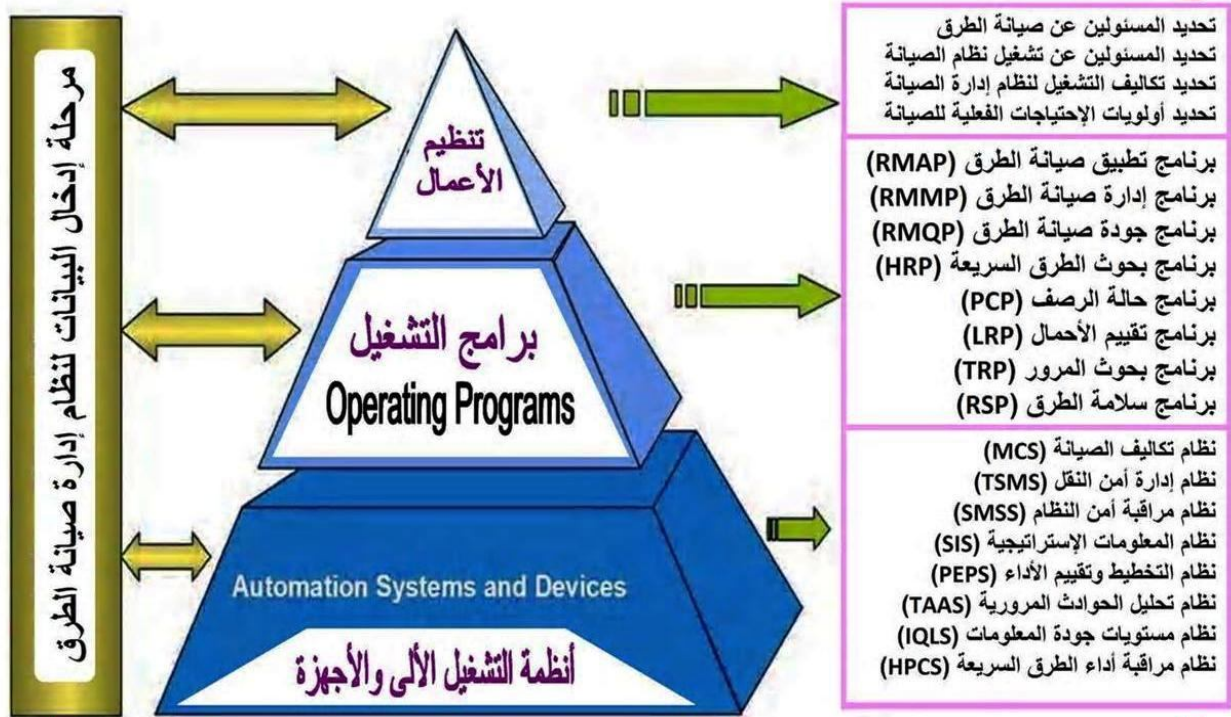 مرحلة إدخال البيانات لنظام إدارة صيانة الطرق
تنظيم
الأعمال
برامج التشغيل
Operating Programs
Automation Systems and Devices
أنظمة التشغيل الألى والأجهزة
تحديد المسئولين عن صيانة الطرق
تحديد المسئولين عن تشغيل نظام الصيانة
تحديد تكاليف التشغيل لنظام إدارة الصيانة
تحديد أولويات الإحتياجات الفعلية للصيانة
برنامج تطبيق صيانة الطرق (RMAP)
برنامج إدارة صيانة الطرق (RMMP)
برنامج جودة صيانة الطرق (RMQP)
برنامج بحوث الطرق السريعة (HRP)
برنامج حالة الرصف (PCP)
برنامج تقييم الأحمال (LRP)
برنامج بحوث المرور (TRP)
برنامج سلامة الطرق (RSP)
نظام تكاليف الصيانة (MCS)
نظام إدارة أمن النقل (TSMS)
نظام مراقبة أمن النظام (SMSS)
نظام المعلومات الإستراتيجية (SIS)
نظام التخطيط وتقييم الأداء (PEPS)
نظام تحليل الحوادث المرورية (TAAS)
نظام مستويات جودة المعلومات (IQLS)
نظام مراقبة أداء الطرق السريعة (HPCS)